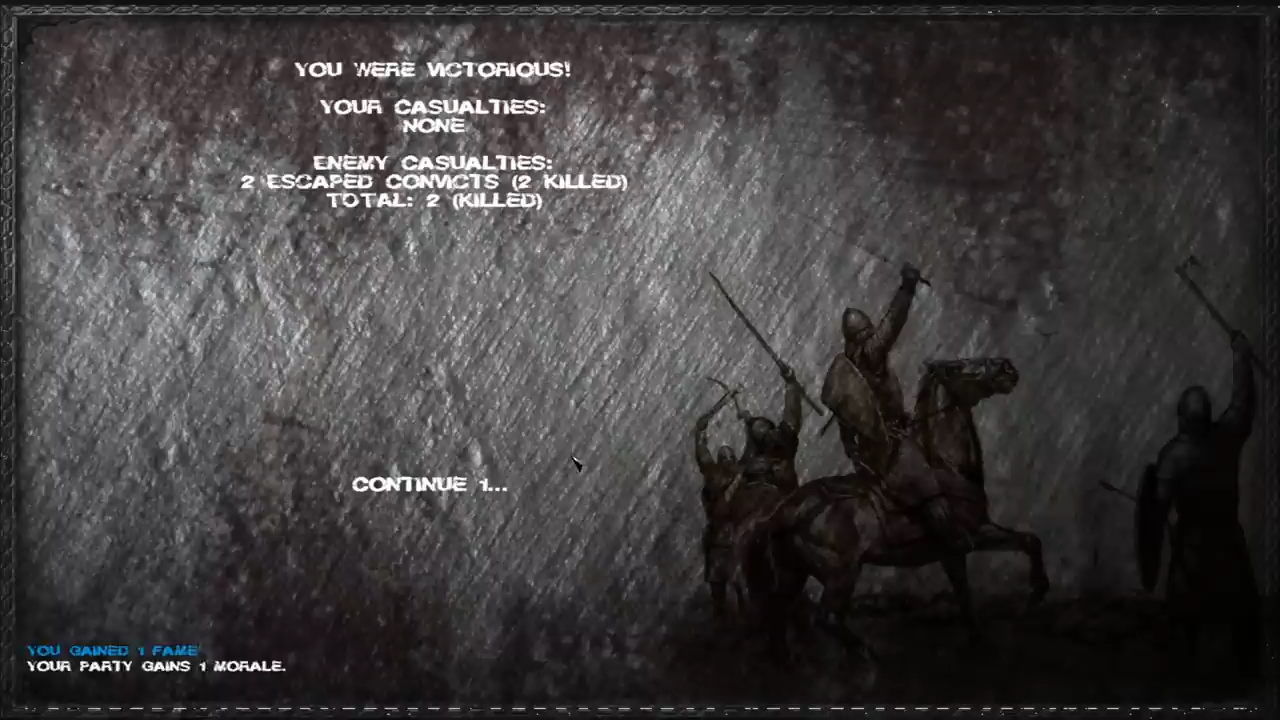 YOU WERE VICTORIOUS!
YOUR CASUALTIES:
NONE
ENEMY CASUALTIES:
2 ESCAPED CONVICTS (2 KILLED)
TOTAL: 2 (KILLED)
CONTINUE 1...
YOU GAINED 1 FAME
YOUR PARTY GAINS 1 MORALE.